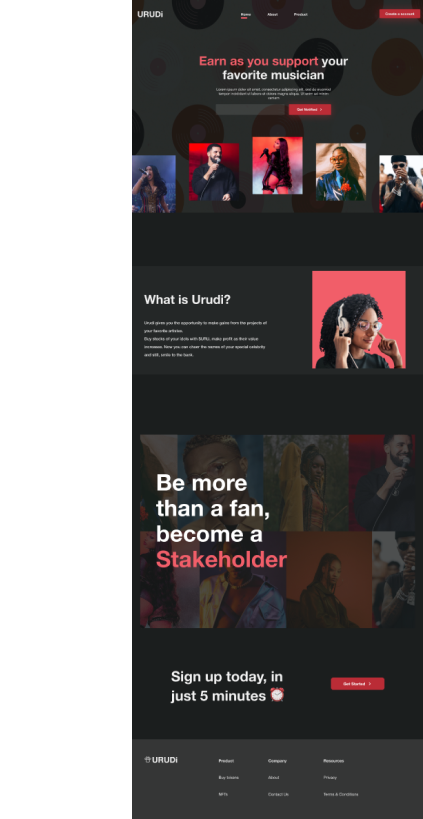 URUDi
Home
About
Product
Create a account
Earn as you support your
favorite musician
Lorem ipsum dolor sit amet, consectetur adipiscing elit, sed do eiusmod
tempor incididunt ut labore et dolore magna aliqua. Ut enim ad minim
veniam
Get Notified >
What is Urudi?
Urudi gives you the opportunity to make gains from the projects of
your favorite artistes.
Buy stocks of your idols with $URU, make profit as their value
increases. Now you can cheer the names of your special celebrity
and still, smile to the bank.
Be more
than a fan,
become a
Stakeholder
Sign up today, in
just 5 minutes ⏰
Get Started >
URUDi
Product
Company
Resources
Buy tokens
About
Privacy
NFTs
Contact Us
Terms & Conditions